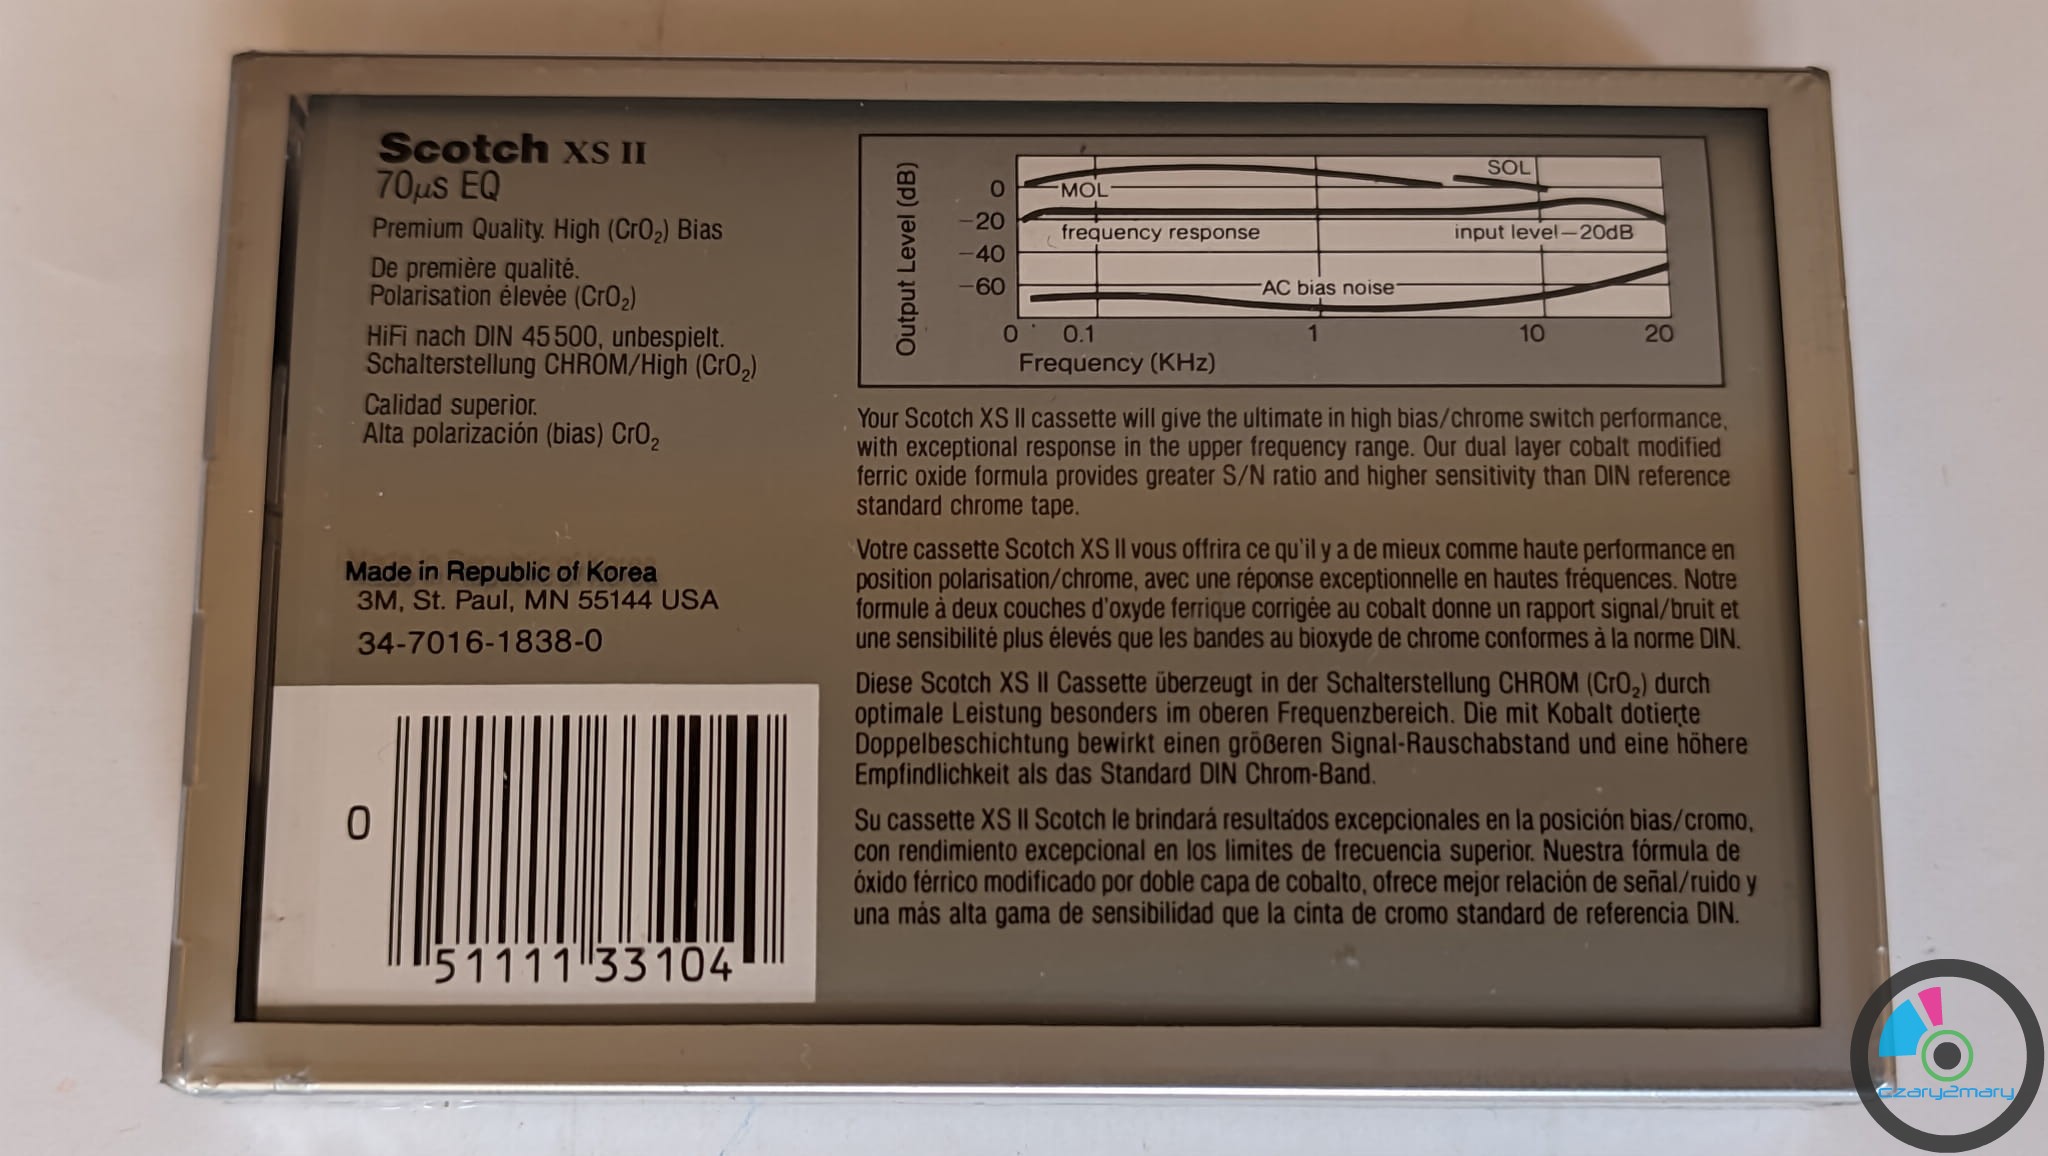 Scotch XS II
70µs EQ
Premium Quality. High (CrO₂) Bias
De première qualité.
Polarisation élevée (CrO₂)
HiFi nach DIN 45 500, unbespielt.
Schalterstellung CHROM/High (CrO₂)
Calidad superior.
Alta polarización (bias) CrO₂
Made in Republic of Korea
3M, St. Paul, MN 55144 USA
34-7016-1838-0
0 51111 33104
Output Level (dB)
0
-20
-40
-60
MOL
SOL
frequency response
input level-20dB
AC bias noise
0 0.1 1 10 20
Frequency (KHz)
Your Scotch XS II cassette will give the ultimate in high bias/chrome switch performance,
with exceptional response in the upper frequency range. Our dual layer cobalt modified
ferric oxide formula provides greater S/N ratio and higher sensitivity than DIN reference
standard chrome tape.
Votre cassette Scotch XS II vous offrira ce qu'il y a de mieux comme haute performance en
position polarisation/chrome, avec une réponse exceptionnelle en hautes fréquences. Notre
formule à deux couches d'oxyde ferrique corrigée au cobalt donne un rapport signal/bruit et
une sensibilité plus élevés que les bandes au bioxyde de chrome conformes à la norme DIN.
Diese Scotch XS II Cassette überzeugt in der Schalterstellung CHROM (CrO₂) durch
optimale Leistung besonders im oberen Frequenzbereich. Die mit Kobalt dotierte
Doppelbeschichtung bewirkt einen größeren Signal-Rauschabstand und eine höhere
Empfindlichkeit als das Standard DIN Chrom-Band.
Su cassette XS II Scotch le brindará resultados excepcionales en la posición bias/cromo,
con rendimiento excepcional en los limites de frecuencia superior. Nuestra fórmula de
óxido férrico modificado por doble capa de cobalto, ofrece mejor relación de señal/ruido y
una más alta gama de sensibilidad que la cinta de cromo standard de referencia DIN.
czary2mary